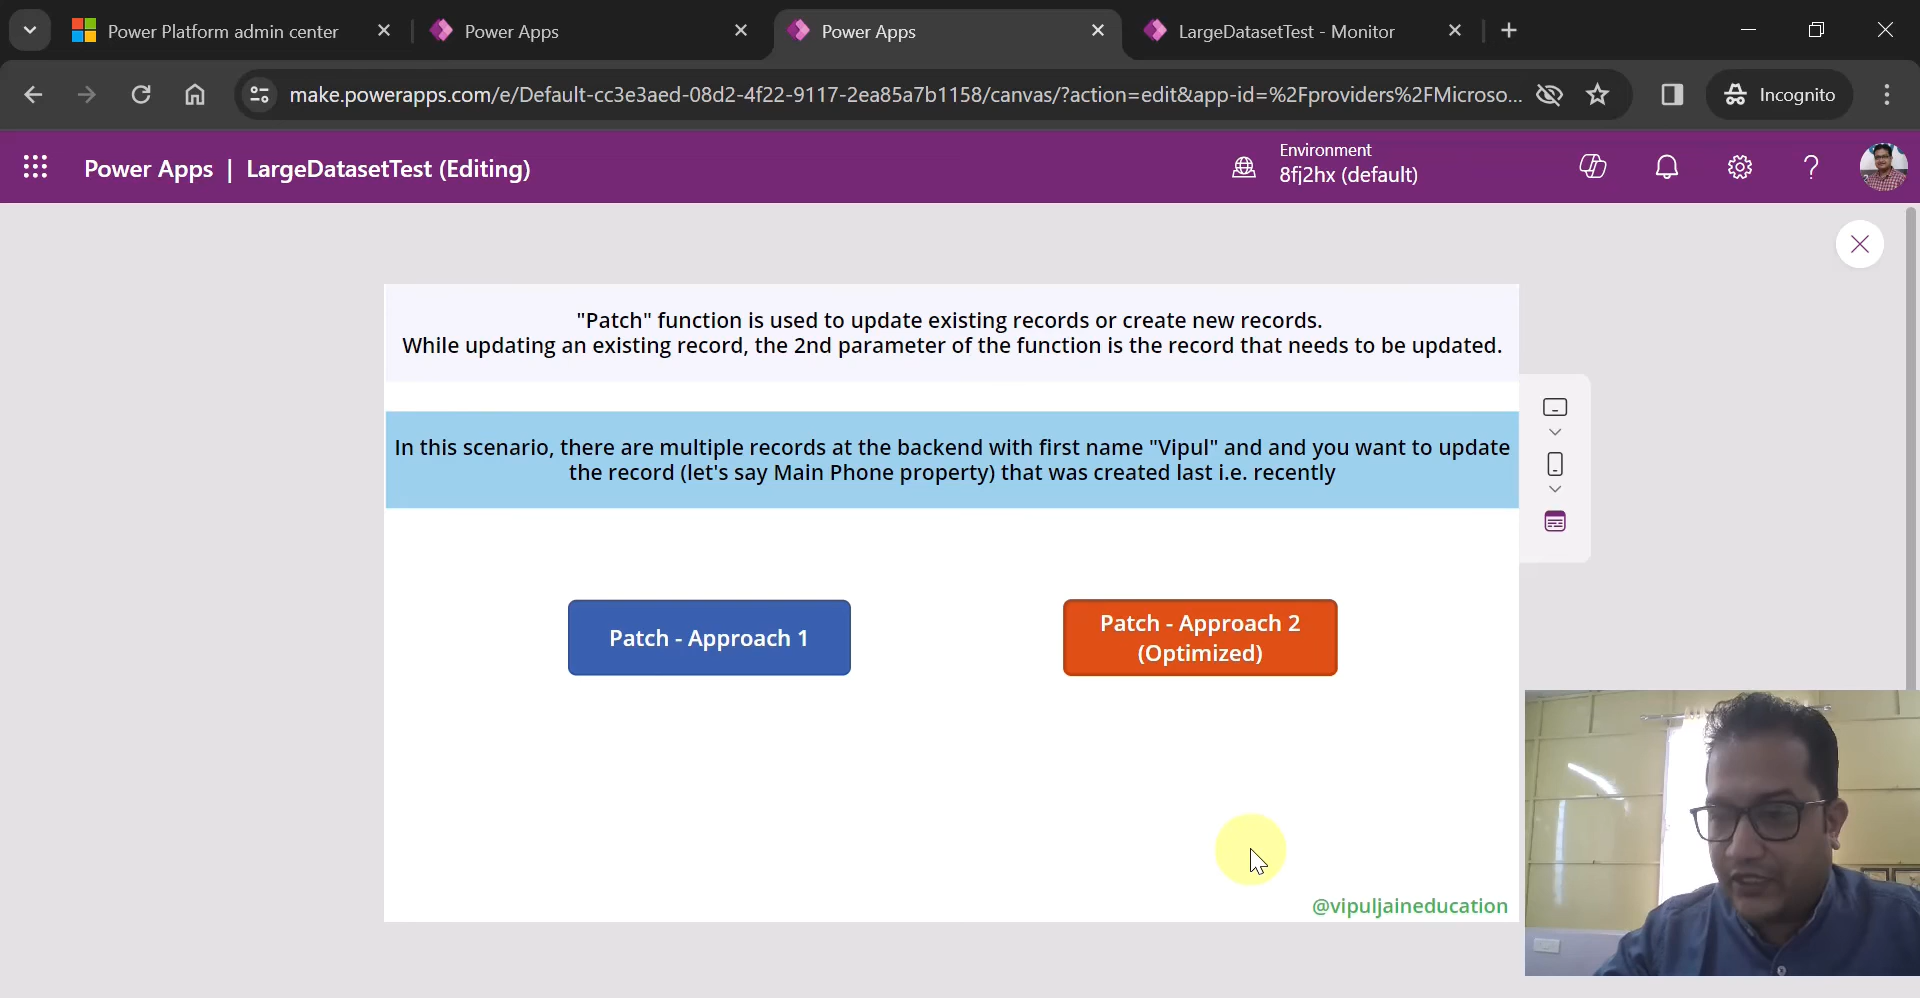 Power Platform admin center
Power Apps
Power Apps
LargeDatasetTest - Monitor
make.powerapps.com/e/Default-cc3e3aed-08d2-4f22-9117-2ea85a7b1158/canvas/?action=edit&app-id=%2Fproviders%2FMicroso...
Incognito
Power Apps | LargeDatasetTest (Editing)
Environment
8fj2hx (default)
"Patch" function is used to update existing records or create new records.
While updating an existing record, the 2nd parameter of the function is the record that needs to be updated.
In this scenario, there are multiple records at the backend with first name "Vipul" and and you want to update
the record (let's say Main Phone property) that was created last i.e. recently
Patch - Approach 1
Patch - Approach 2
(Optimized)
@vipuljaineducation